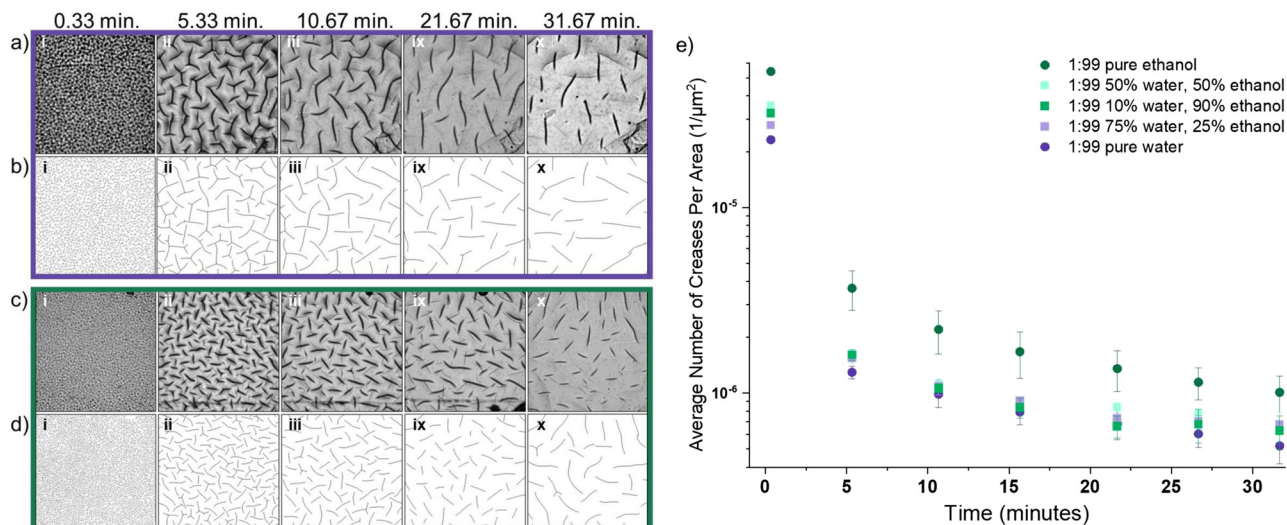 0.33 min. 5.33 min. 10.67 min. 21.67 min. 31.67 min.
a) i ii iii ix x
b) i ii iii ix x
c) i ii iii ix x
d) i ii iii ix x
e)
1:99 pure ethanol
1:99 50% water, 50% ethanol
1:99 10% water, 90% ethanol
1:99 75% water, 25% ethanol
1:99 pure water
Average Number of Creases Per Area (1/µm²)
10⁻⁵
10⁻⁶
0 5 10 15 20 25 30
Time (minutes)